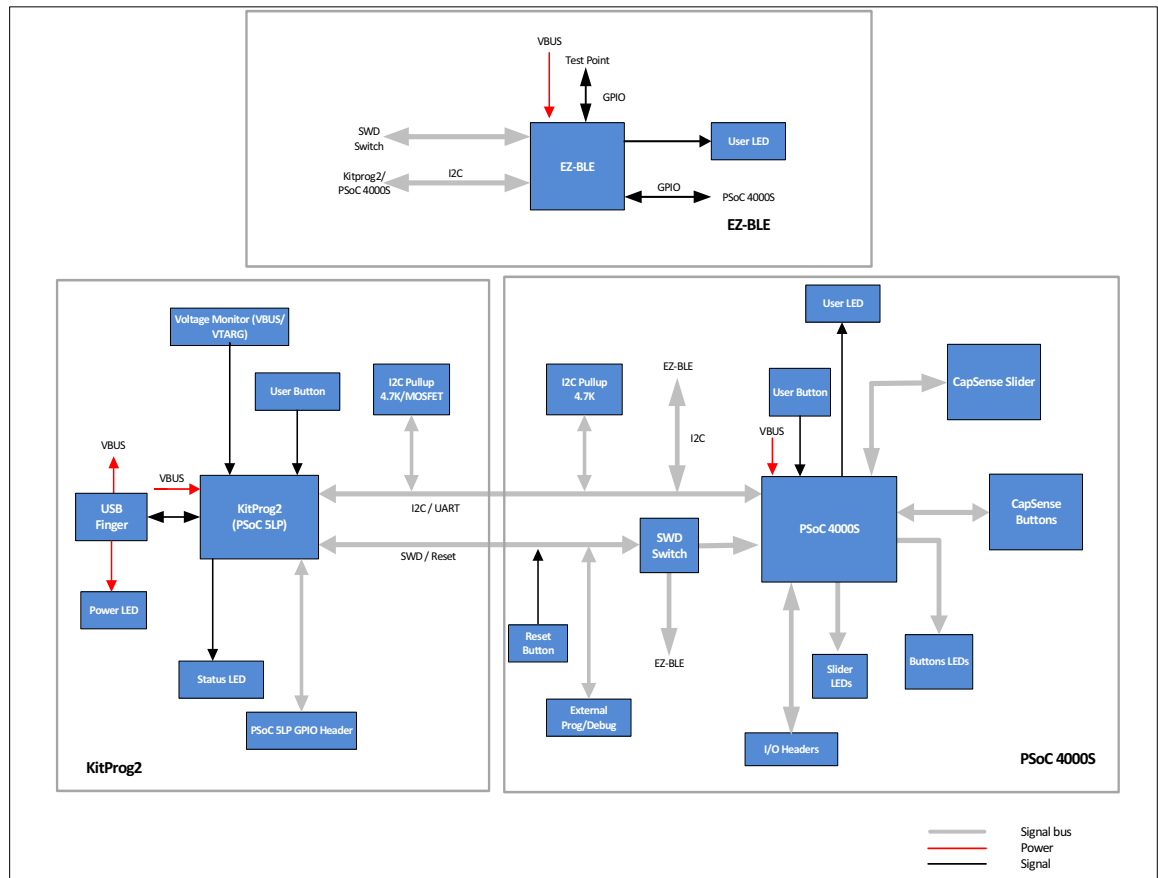 VBUS
Test Point
GPIO
SWD
Switch
EZ-BLE
User LED
Kitprog2/
PSoC 4000S
I2C
GPIO
PSoC 4000S
EZ-BLE
Voltage Monitor (VBUS/
VTARG)
User Button
I2C Pullup
4.7K/MOSFET
VBUS
VBUS
USB
Finger
KitProg2
(PSoC 5LP)
I2C / UART
SWD / Reset
Power LED
Status LED
PSoC 5LP GPIO Header
KitProg2
User LED
I2C Pullup
4.7K
EZ-BLE
User Button
CapSense Slider
VBUS
I2C
PSoC 4000S
CapSense
Buttons
SWD
Switch
Reset
Button
EZ-BLE
Slider
LEDs
Buttons LEDs
External
Prog/Debug
I/O Headers
PSoC 4000S
Signal bus
Power
Signal